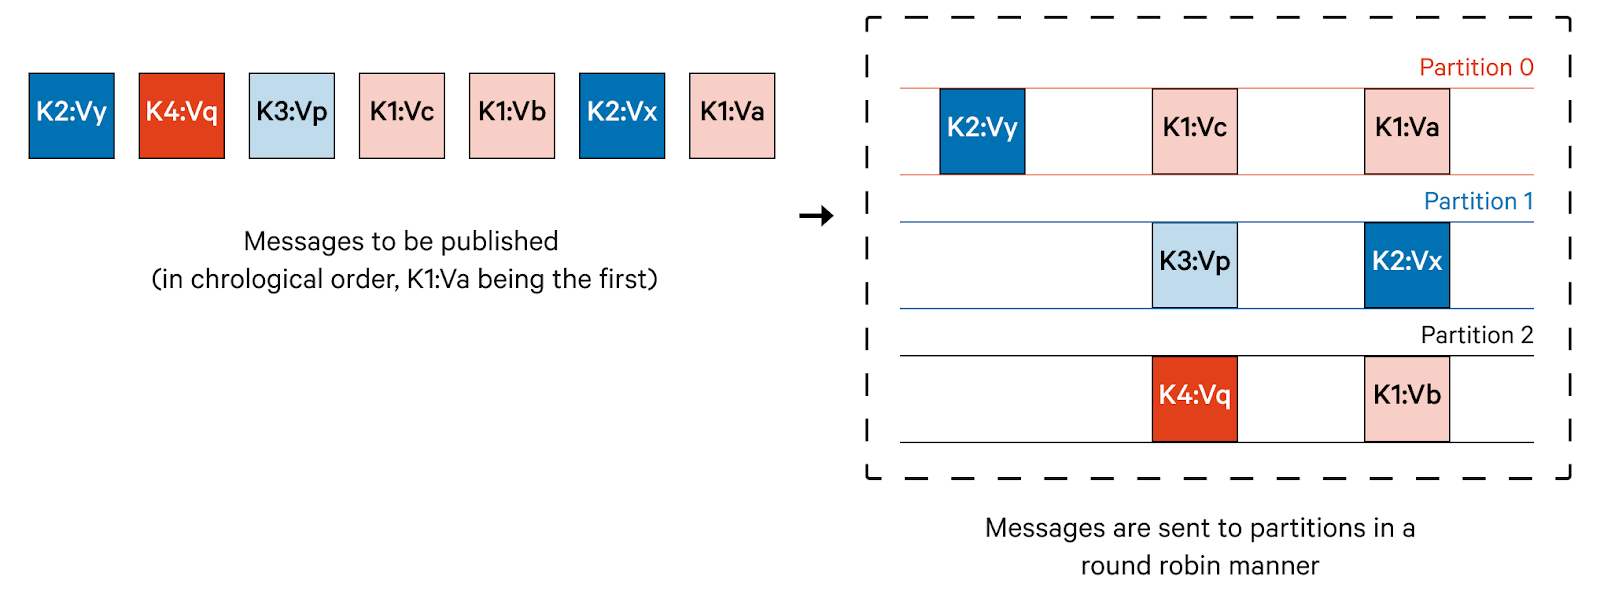 K2:Vy K4:Vq K3:Vp K1:Vc K1:Vb K2:Vx K1:Va
Messages to be published
(in chrological order, K1:Va being the first)
Partition 0
K2:Vy K1:Vc K1:Va
Partition 1
K3:Vp K2:Vx
Partition 2
K4:Vq K1:Vb
Messages are sent to partitions in a
round robin manner